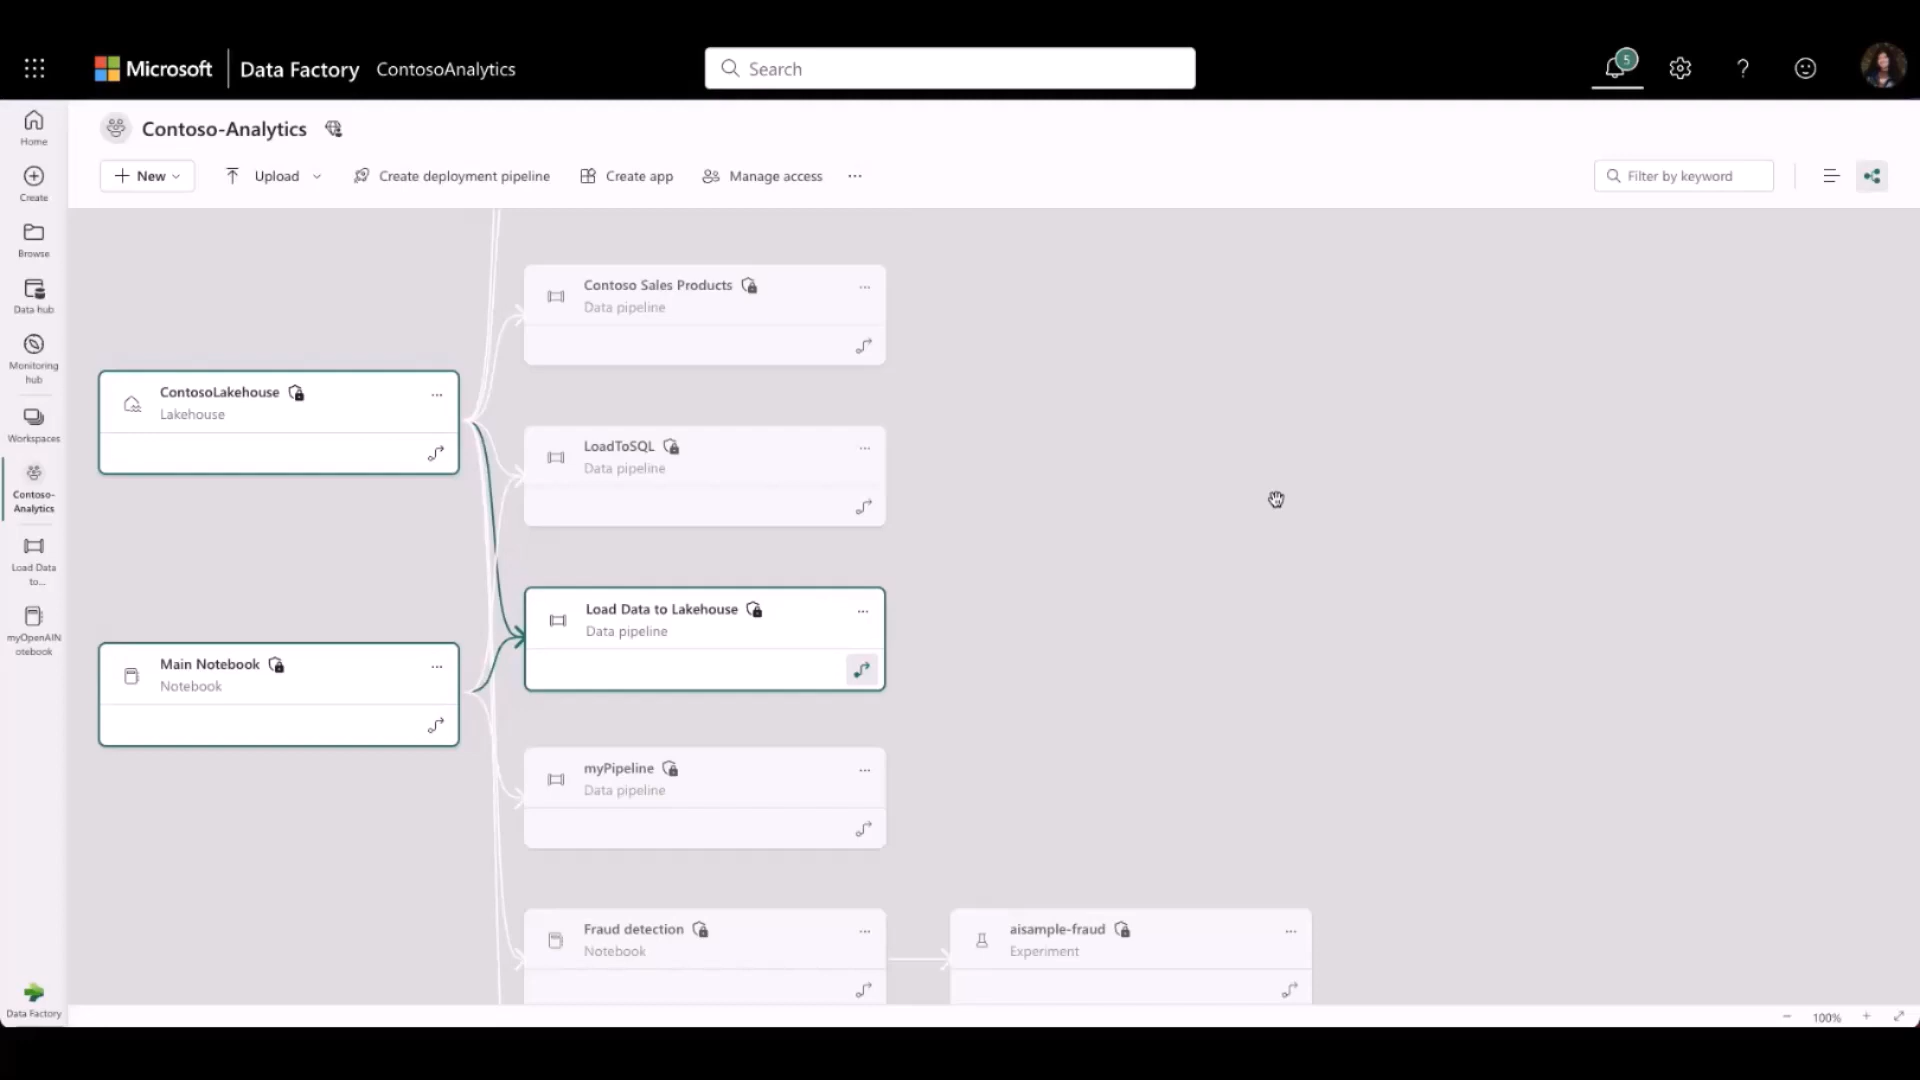 Microsoft Data Factory ContosoAnalytics
Search
5
Contoso-Analytics
New
Upload
Create deployment pipeline
Create app
Manage access
Filter by keyword
Home
Create
Browse
Data hub
Monitoring
hub
Workspaces
Contoso-
Analytics
Load Data
to...
myOpenAIN
otebook
Data Factory
Contoso Sales Products
Data pipeline
ContosoLakehouse
Lakehouse
LoadToSQL
Data pipeline
Load Data to Lakehouse
Data pipeline
Main Notebook
Notebook
myPipeline
Data pipeline
Fraud detection
Notebook
aisample-fraud
Experiment
100%